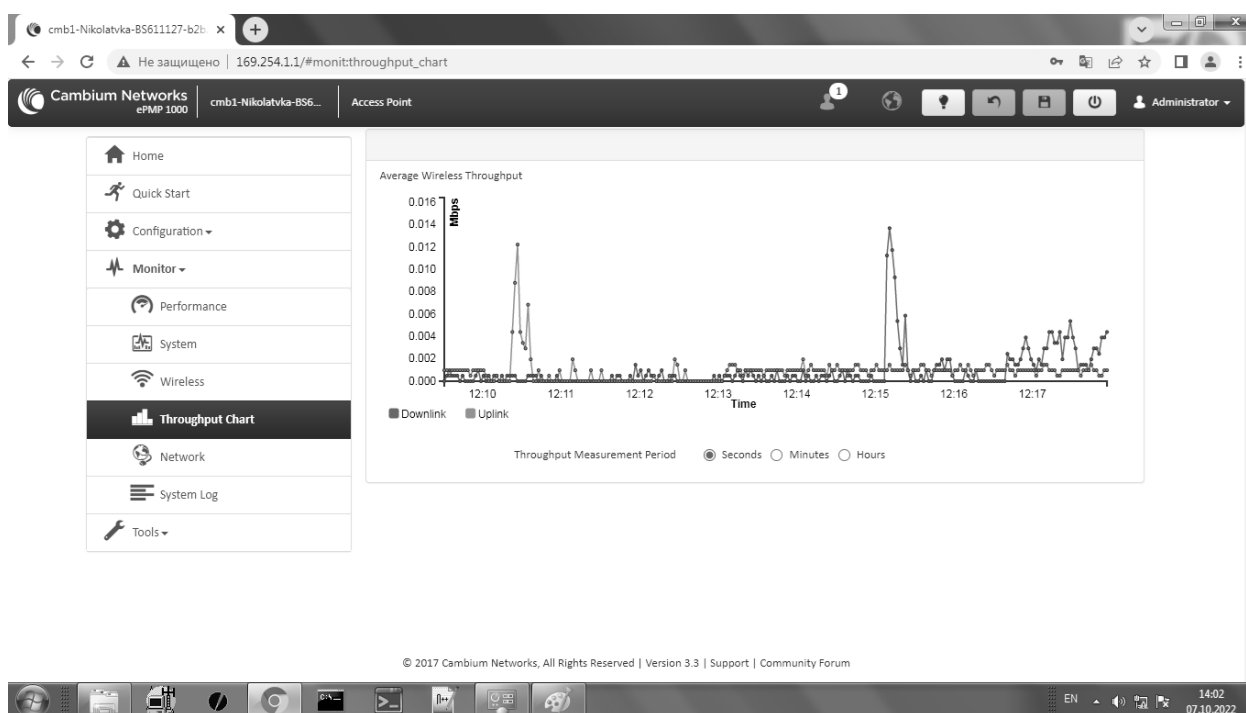 cmb1-Nikolatvka-BS611127-b2b
Не защищено | 169.254.1.1/#monit:throughput_chart
Cambium Networks
ePMP 1000
cmb1-Nikolatvka-BS6...
Access Point
1
Administrator
Home
Quick Start
Configuration
Monitor
Performance
System
Wireless
Throughput Chart
Network
System Log
Tools
Average Wireless Throughput
Mbps
0.016
0.014
0.012
0.010
0.008
0.006
0.004
0.002
0.000
12:10 12:11 12:12 12:13 12:14 12:15 12:16 12:17
Time
Downlink Uplink
Throughput Measurement Period Seconds Minutes Hours
© 2017 Cambium Networks, All Rights Reserved | Version 3.3 | Support | Community Forum
EN
14:02
07.10.2022